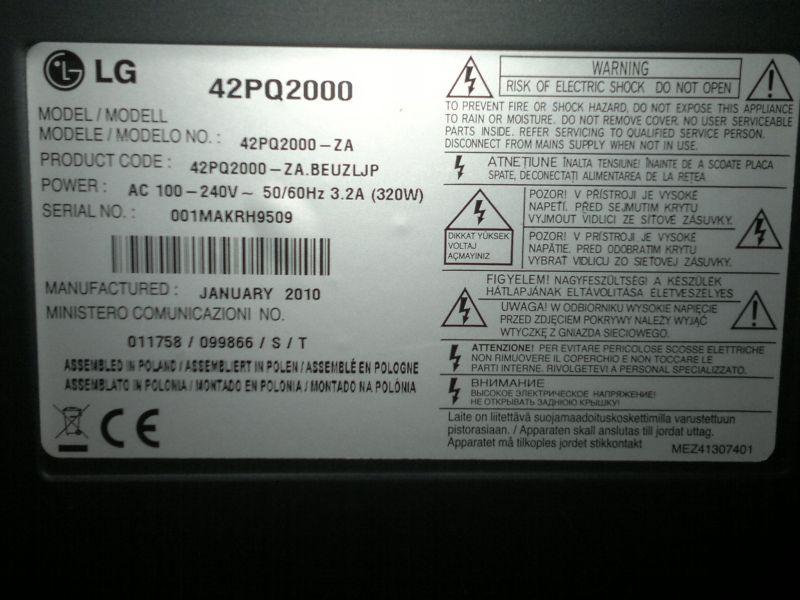 LG
42PQ2000
MODEL / MODELL
MODELE / MODELO NO. : 42PQ2000-ZA
PRODUCT CODE : 42PQ2000-ZA.BEUZLJP
POWER : AC 100-240V~ 50/60Hz 3.2A (320W)
SERIAL NO. : 001MAKRH9509
MANUFACTURED : JANUARY 2010
MINISTERO COMUNICAZIONI NO.
011758 / 099866 / S / T
ASSEMBLED IN POLAND / ASSEMBLIERT IN POLEN / ASSEMBLÉ EN POLOGNE
ASSEMBLATO IN POLONIA / MONTADO EN POLONIA / MONTADO NA POLÓNIA
CE
WARNING
RISK OF ELECTRIC SHOCK DO NOT OPEN
TO PREVENT FIRE OR SHOCK HAZARD, DO NOT EXPOSE THIS APPLIANCE
TO RAIN OR MOISTURE. DO NOT REMOVE COVER. NO USER SERVICEABLE
PARTS INSIDE. REFER SERVICING TO QUALIFIED SERVICE PERSON.
DISCONNECT FROM MAINS SUPPLY WHEN NOT IN USE.
ATNEȚIUNE ÎNALTA TENSIUNE! ÎNAINTE DE A SCOATE PLACA
SPATE, DECONECTAȚI ALIMENTAREA DE LA REȚEA
DIKKAT YÜKSEK
VOLTAJ
AÇMAYINIZ
POZOR! V PŘÍSTROJI JE VYSOKÉ
NAPETÍ. PŘED SEJMUTIM KRYTU
VYJMOUT VIDLICI ZE SÍTOVÉ ZÁSUVKY.
POZOR! V PRÍSTROJI JE VYSOKÉ
NAPÄTIE. PRED ODOBRATIM KRYTU
VYBRAŤ VIDLICU ZO SIEŤOVEJ ZÁSUVKY.
FIGYELEM! NAGYFESZÜLTSÉG! A KÉSZÜLÉK
HÁTLAPJÁNAK ELTÁVOLÍTÁSA ÉLETVESZÉLYES
UWAGA! W ODBIORNIKU WYSOKIE NAPIĘCIE
PRZED ZDJĘCIEM POKRYWY NALEŻY WYJĄĆ
WTYCZKĘ Z GNIAZDA SIECIOWEGO.
ATTENZIONE! PER EVITARE PERICOLOSE SCOSSE ELETTRICHE
NON RIMUOVERE IL COPERCHIO E NON TOCCARE LE
PARTI INTERNE. RIVOLGETEVI A PERSONAL SPECIALIZZATO.
ВНИМАНИЕ
ВЫСОКОЕ ЭЛЕКТРИЧЕСКОЕ НАПРЯЖЕНИЕ!
НЕ ОТКРЫВАТЬ ЗАДНЮЮ КРЫШКУ!
Laite on liitettävä suojamaadoituskoskettimilla varustettuun
pistorasiaan. / Apparaten skall anslutas till jordat uttag.
Apparatet må tilkoples jordet stikkontakt
MEZ41307401